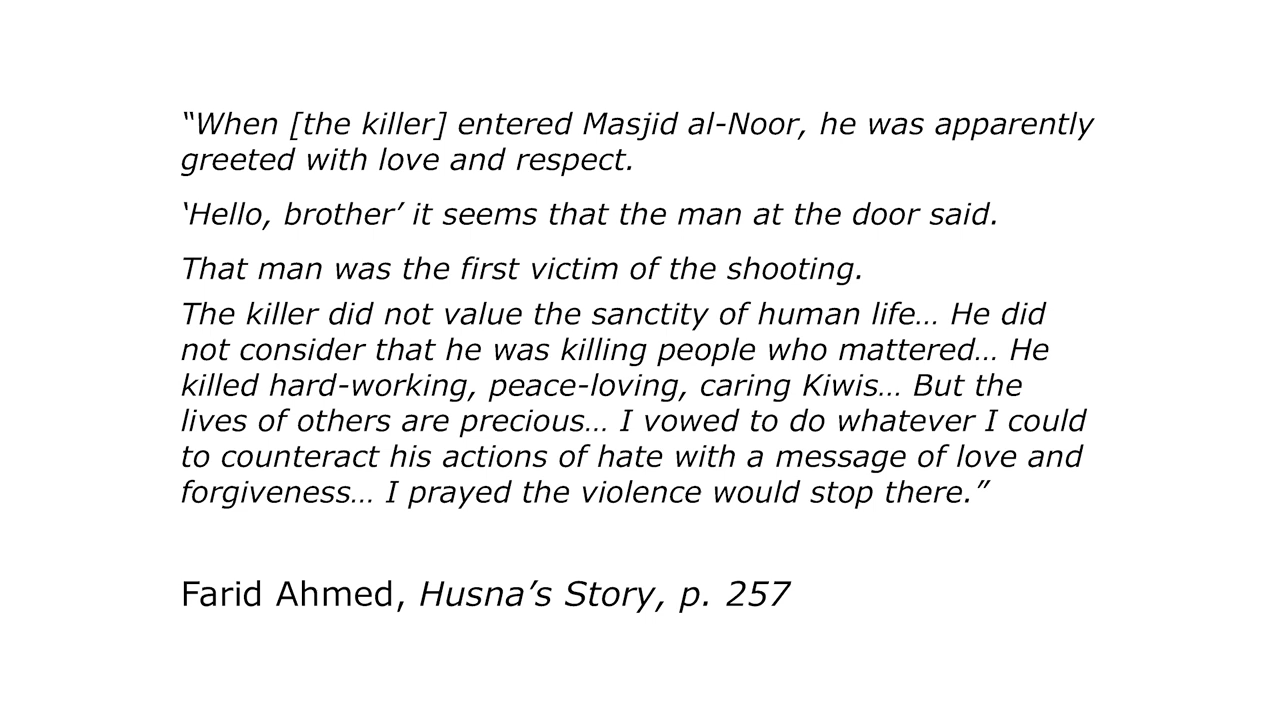 “When [the killer] entered Masjid al-Noor, he was apparently
greeted with love and respect.
‘Hello, brother’ it seems that the man at the door said.
That man was the first victim of the shooting.
The killer did not value the sanctity of human life… He did
not consider that he was killing people who mattered… He
killed hard-working, peace-loving, caring Kiwis… But the
lives of others are precious… I vowed to do whatever I could
to counteract his actions of hate with a message of love and
forgiveness… I prayed the violence would stop there.”
Farid Ahmed, Husna’s Story, p. 257